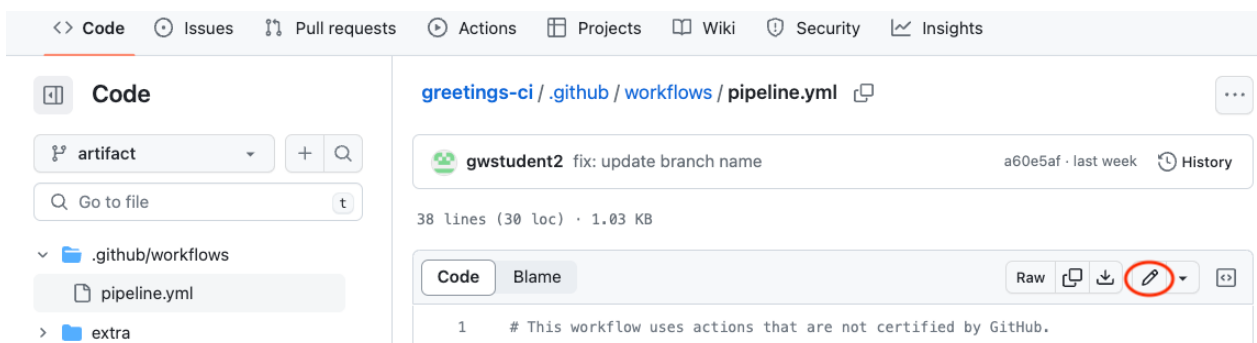 <> Code Issues Pull requests Actions Projects Wiki Security Insights
Code
artifact
Go to file t
.github/workflows
pipeline.yml
extra
greetings-ci / .github / workflows / pipeline.yml
gwstudent2 fix: update branch name a60e5af · last week History
38 lines (30 loc) · 1.03 KB
Code Blame Raw
1 # This workflow uses actions that are not certified by GitHub.